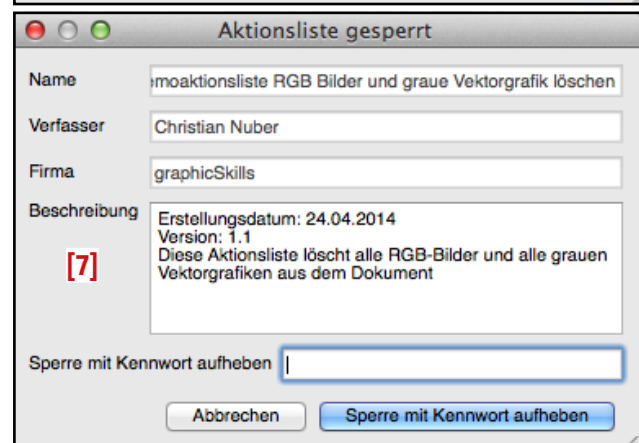 Aktionsliste gesperrt
Name
emoaktionsliste RGB Bilder und graue Vektorgrafik löschen
Verfasser
Christian Nuber
Firma
graphicSkills
Beschreibung
Erstellungsdatum: 24.04.2014
Version: 1.1
Diese Aktionsliste löscht alle RGB-Bilder und alle grauen
Vektorgrafiken aus dem Dokument
[7]
Sperre mit Kennwort aufheben
Abbrechen
Sperre mit Kennwort aufheben